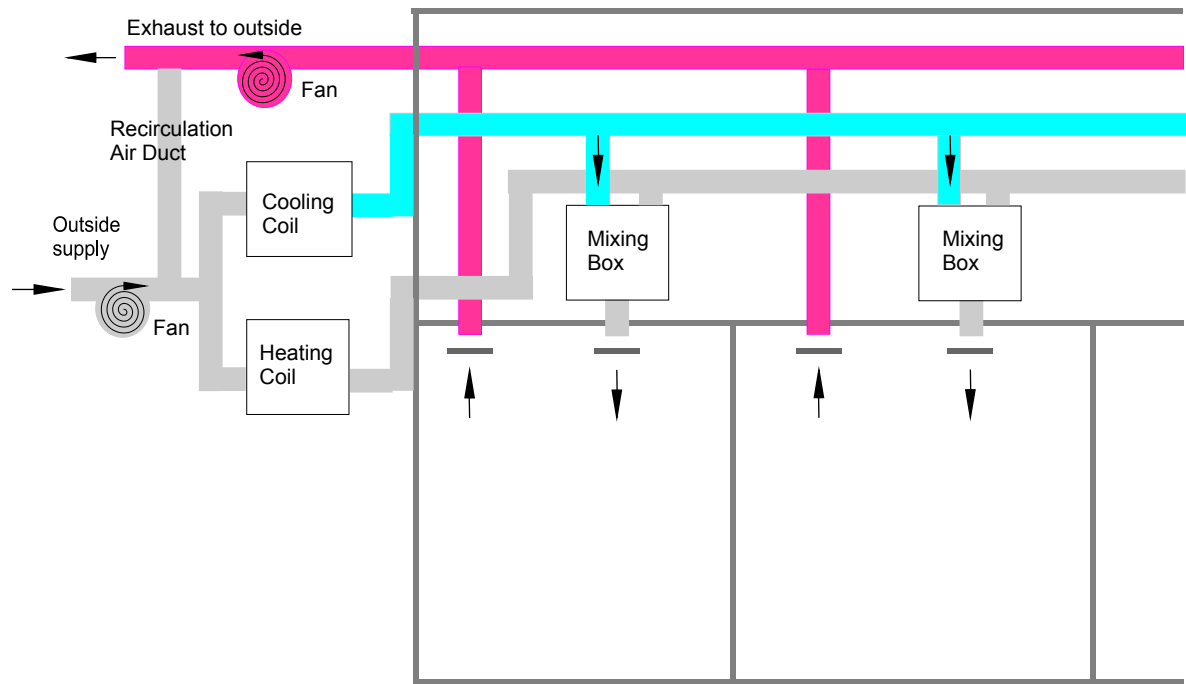 Exhaust to outside
Fan
Recirculation
Air Duct
Cooling
Coil
Outside
supply
Fan
Heating
Coil
Mixing
Box
Mixing
Box